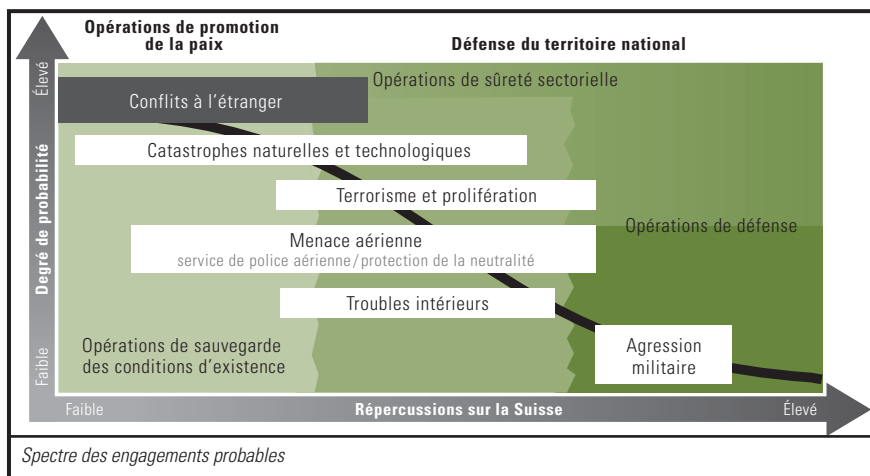 Opérations de promotion
de la paix
Défense du territoire national
Élevé
Degré de probabilité
Faible
Opérations de sûreté sectorielle
Conflits à l'étranger
Catastrophes naturelles et technologiques
Terrorisme et prolifération
Opérations de défense
Menace aérienne
service de police aérienne/protection de la neutralité
Troubles intérieurs
Opérations de sauvegarde
des conditions d'existence
Agression
militaire
Faible
Répercussions sur la Suisse
Élevé
Spectre des engagements probables